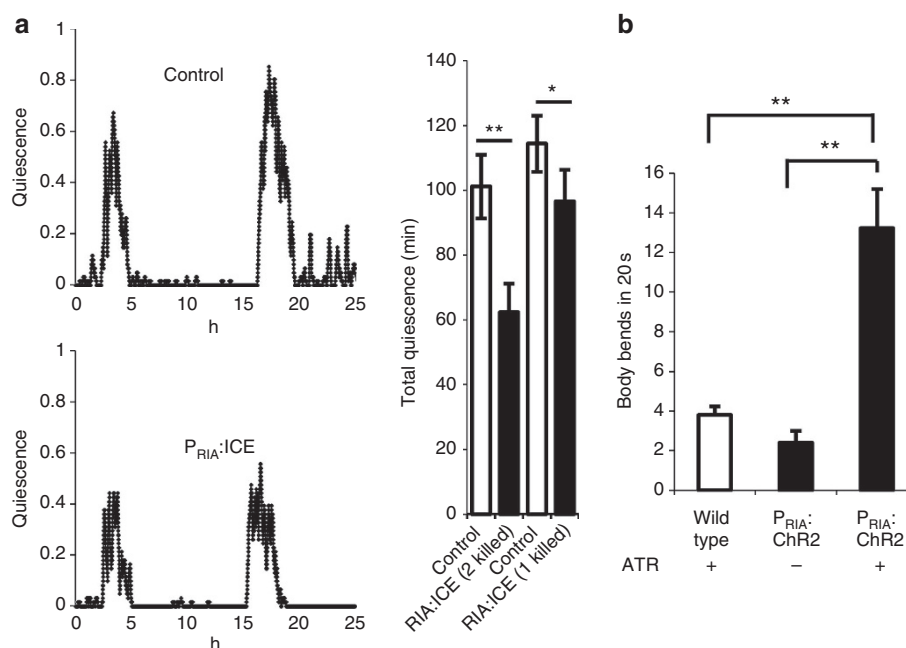 a
Control
Quiescence
1
0.8
0.6
0.4
0.2
0
0 5 10 15 20 25
h
P_RIA:ICE
Quiescence
1
0.8
0.6
0.4
0.2
0
0 5 10 15 20 25
h
Total quiescence (min)
140
120
100
80
60
40
20
0
**
*
Control
RIA:ICE (2 killed)
Control
RIA:ICE (1 killed)
b
**
**
Body bends in 20 s
16
14
12
10
8
6
4
2
0
Wild type
P_RIA: ChR2
P_RIA: ChR2
ATR + – +